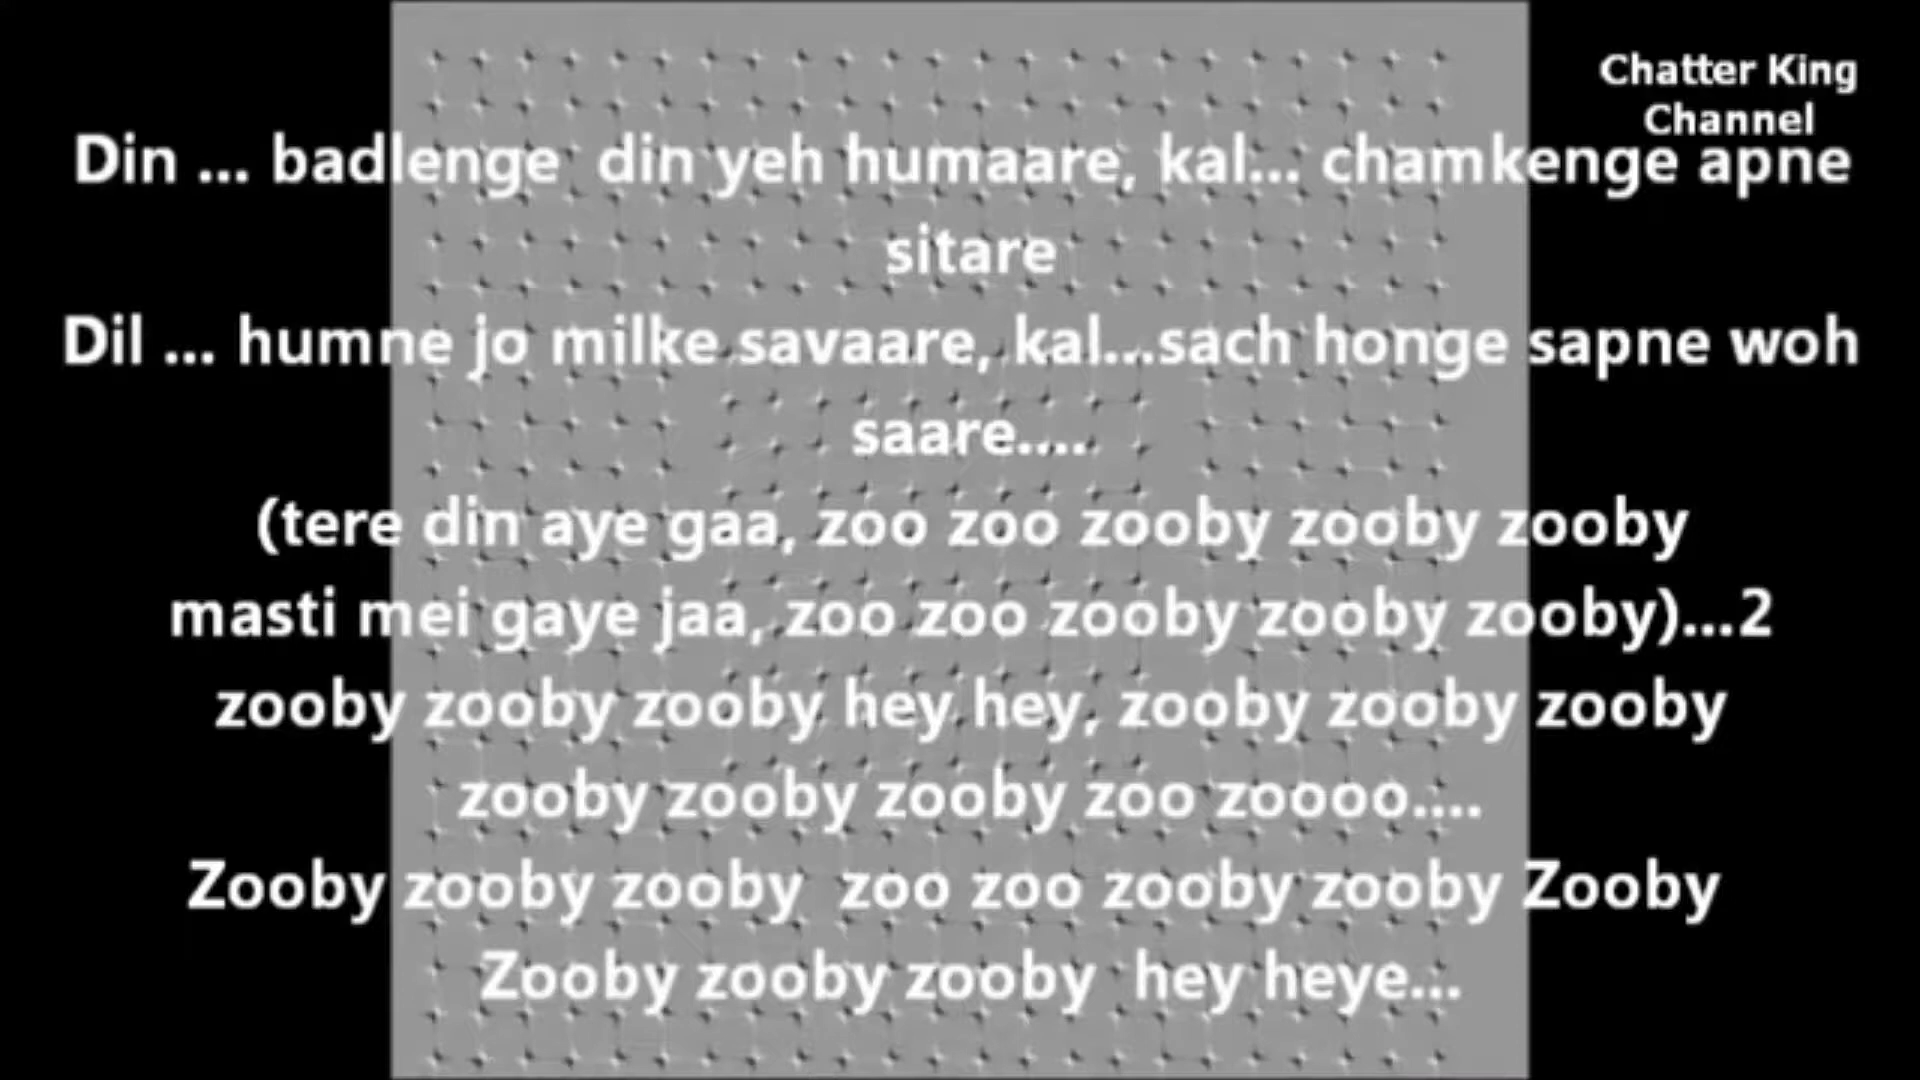 Chatter King
Channel
Din ... badlenge din yeh humaare, kal... chamkenge apne
sitare
Dil ... humne jo milke savaare, kal...sach honge sapne woh
saare....
(tere din aye gaa, zoo zoo zooby zooby zooby
masti mei gaye jaa, zoo zoo zooby zooby zooby)...2
zooby zooby zooby hey hey, zooby zooby zooby
zooby zooby zooby zoo zoooo....
Zooby zooby zooby zoo zoo zooby zooby Zooby
Zooby zooby zooby hey heye...